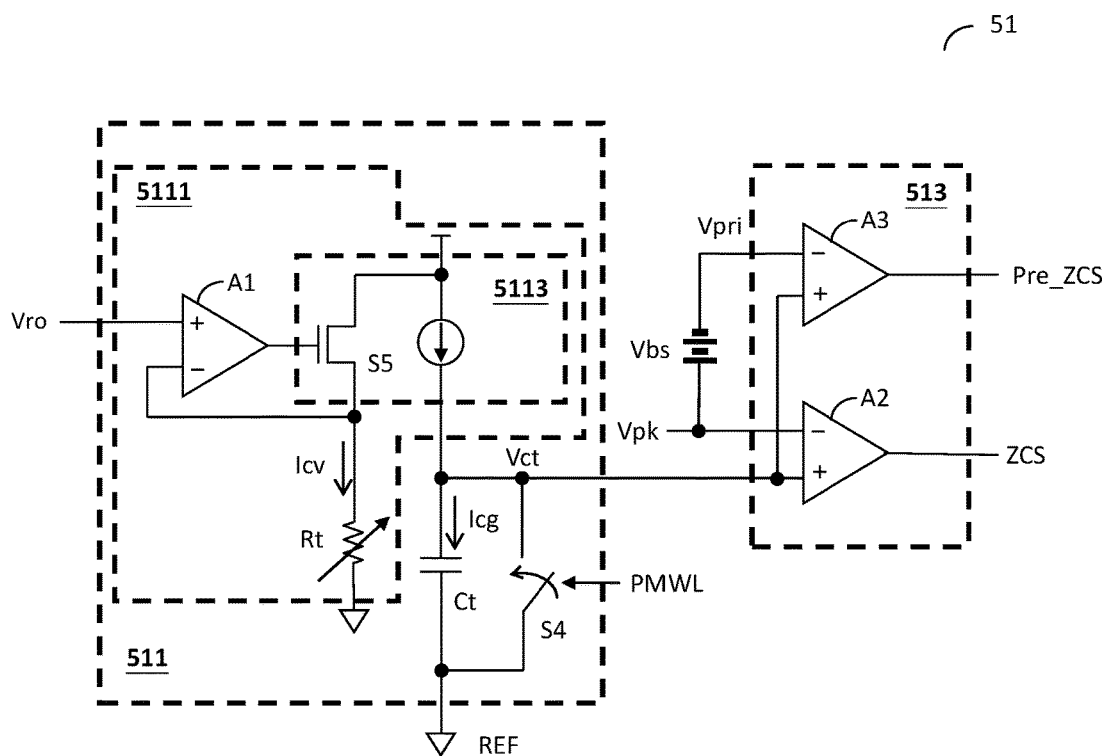 51
5111
513
A3
Vpri
A1
5113
Pre_ZCS
+
−
+
Vro
−
S5
Vbs
A2
Vpk
−
ZCS
Icv
Vct
+
Icg
Rt
PMWL
Ct
S4
511
REF